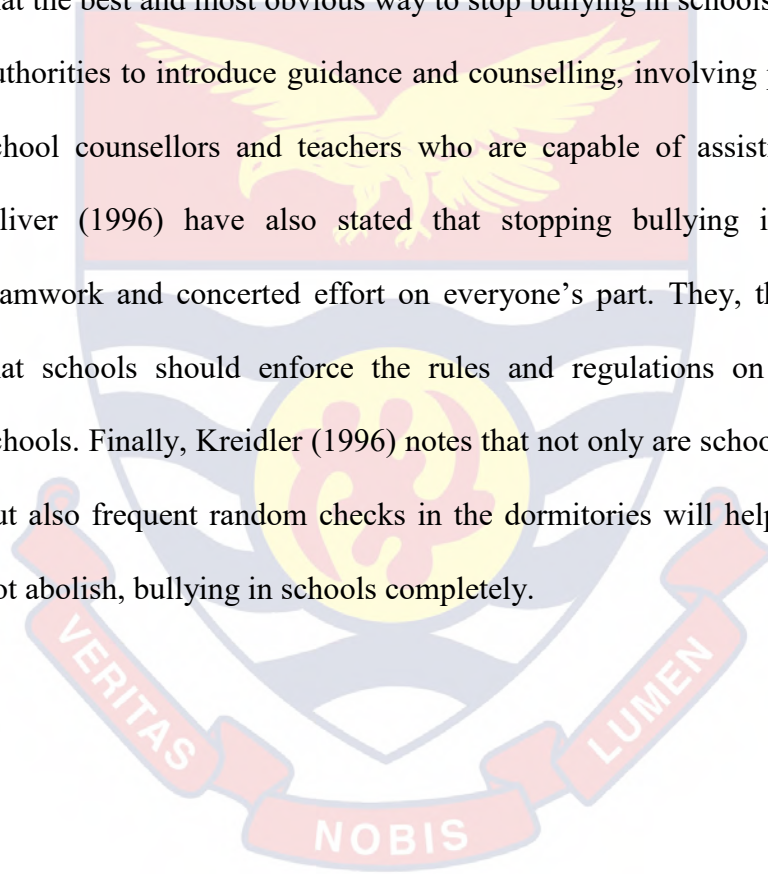 at the best and most obvious way to stop bullying in schools
uthorities to introduce guidance and counselling, involving
chool counsellors and teachers who are capable of assist
liver (1996) have also stated that stopping bullying i
amwork and concerted effort on everyone's part. They, th
at schools should enforce the rules and regulations on
chools. Finally, Kreidler (1996) notes that not only are schoo
ut also frequent random checks in the dormitories will help
ot abolish, bullying in schools completely.
VERITAS
NOBIS
LUMEN